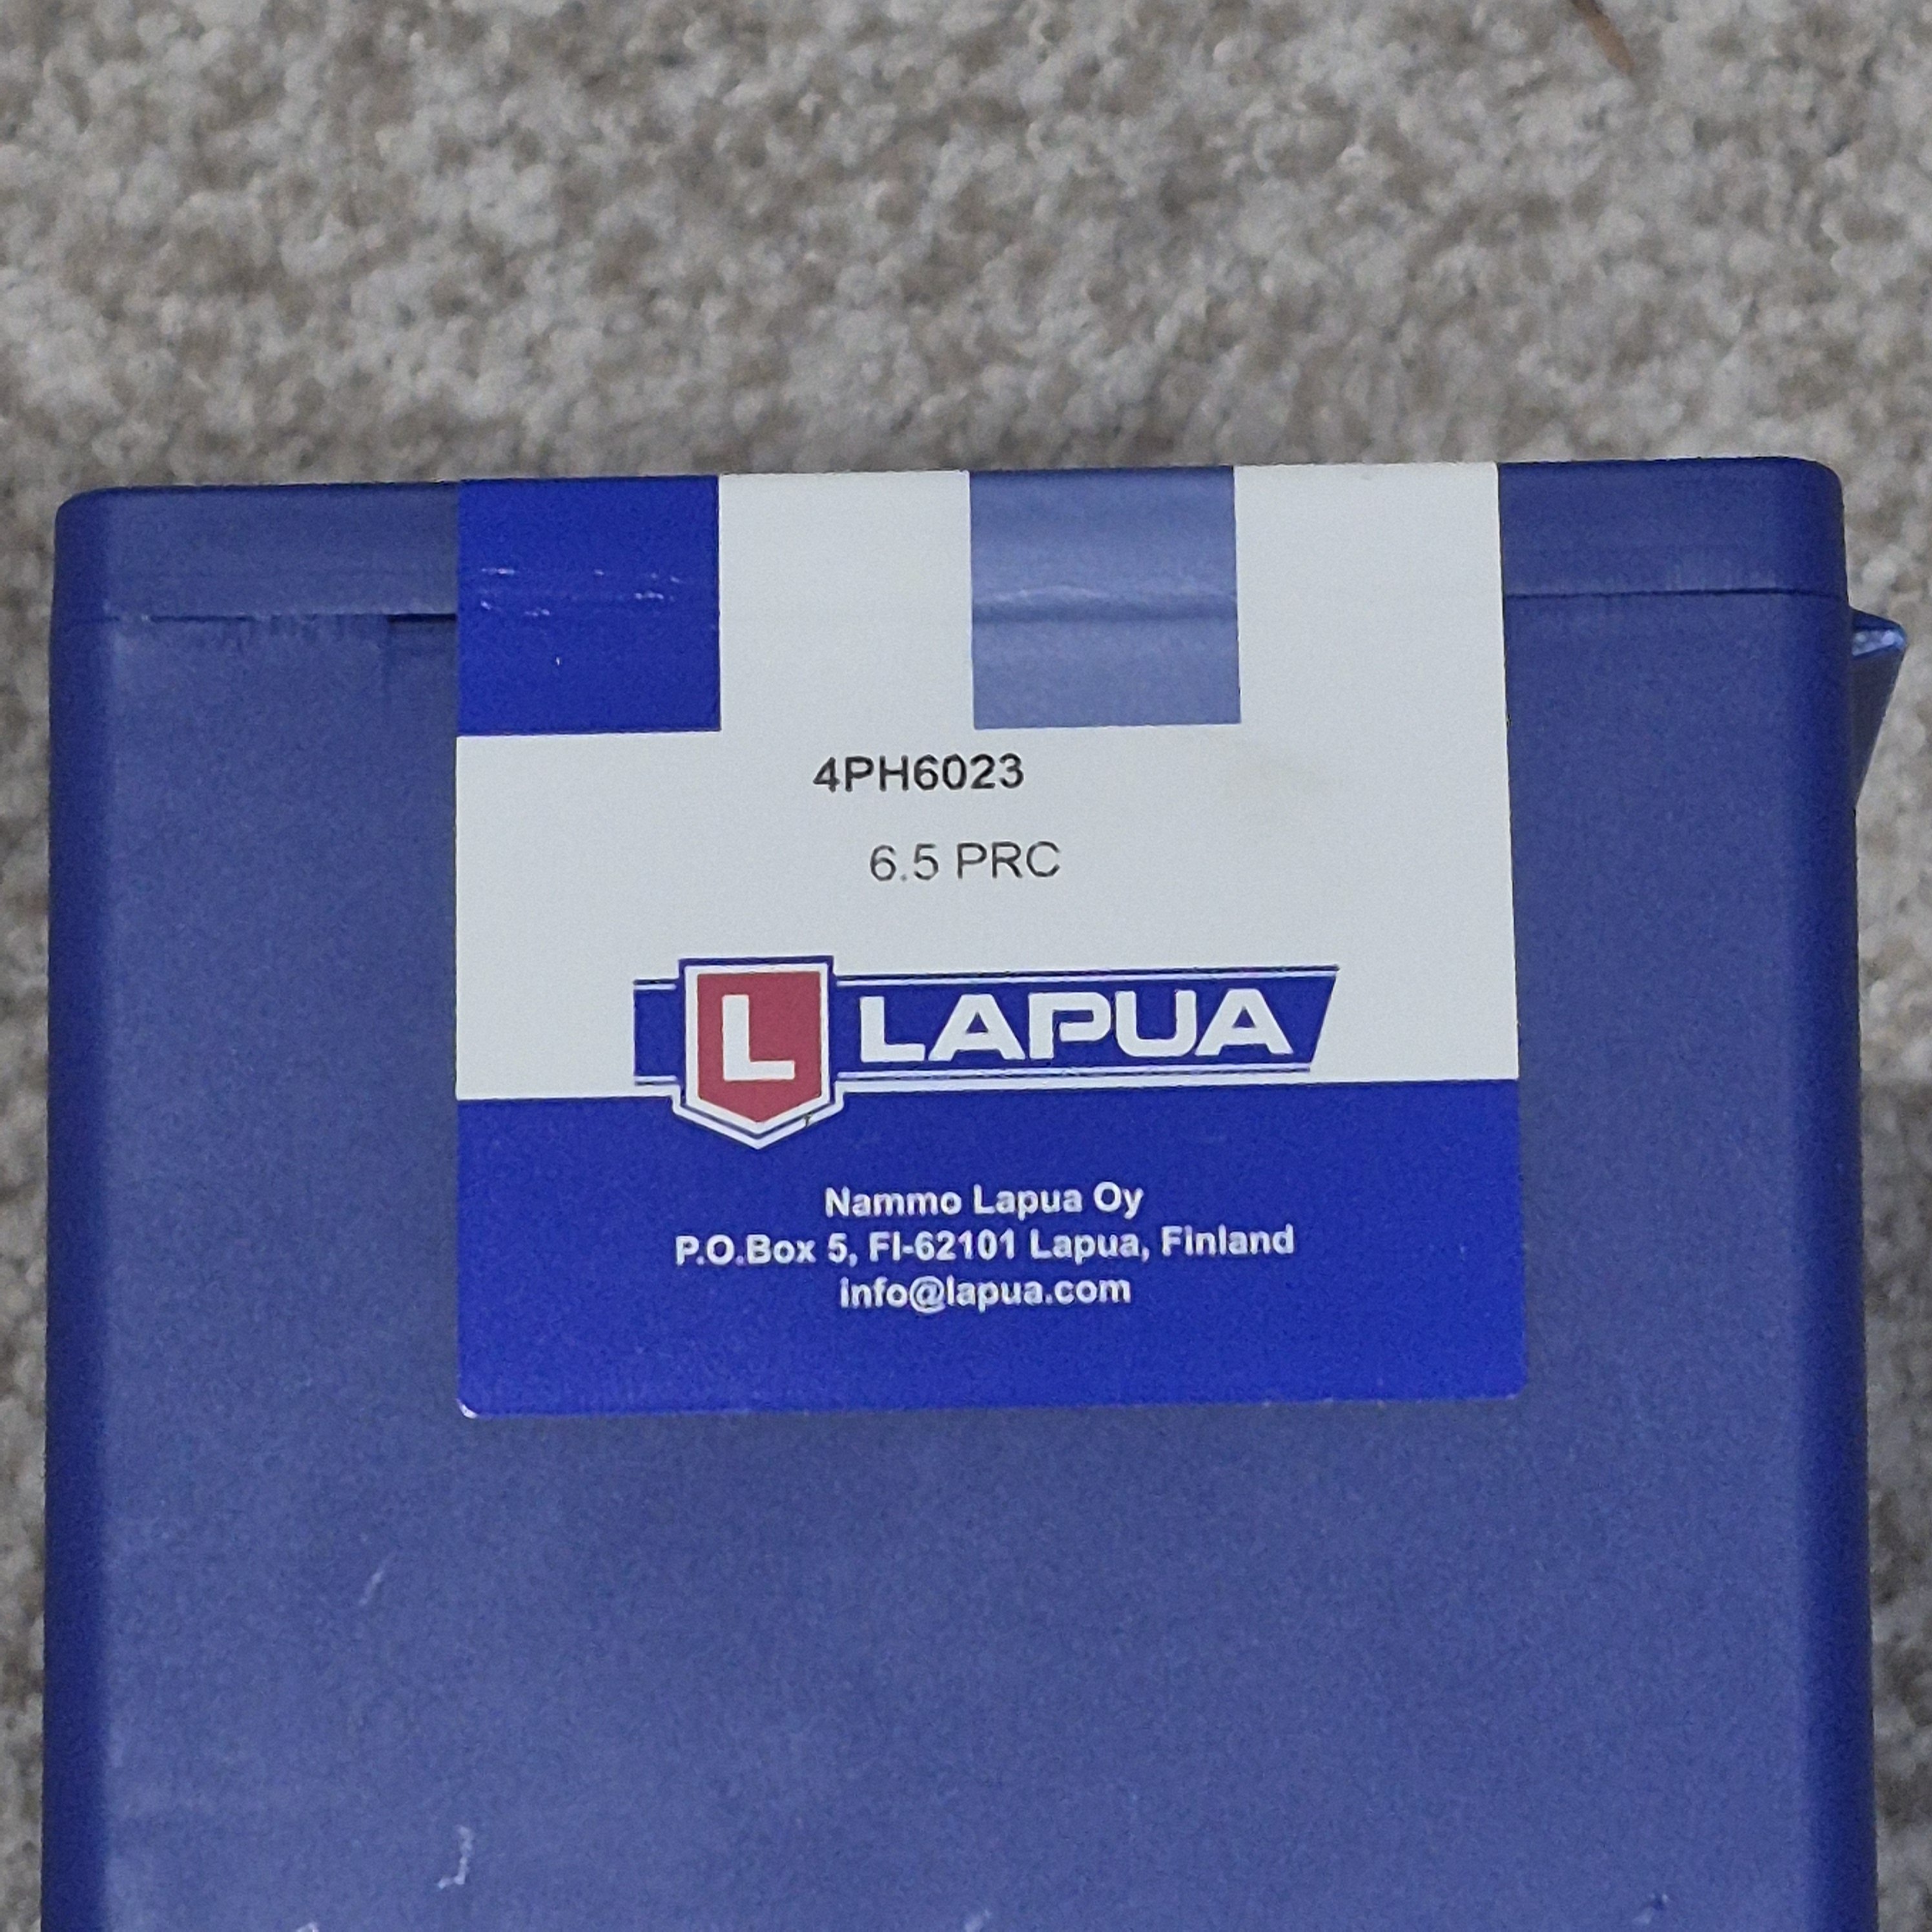 4PH6023
6.5 PRC
L LAPUA
Nammo Lapua Oy
P.O.Box 5, FI-62101 Lapua, Finland
info@lapua.com